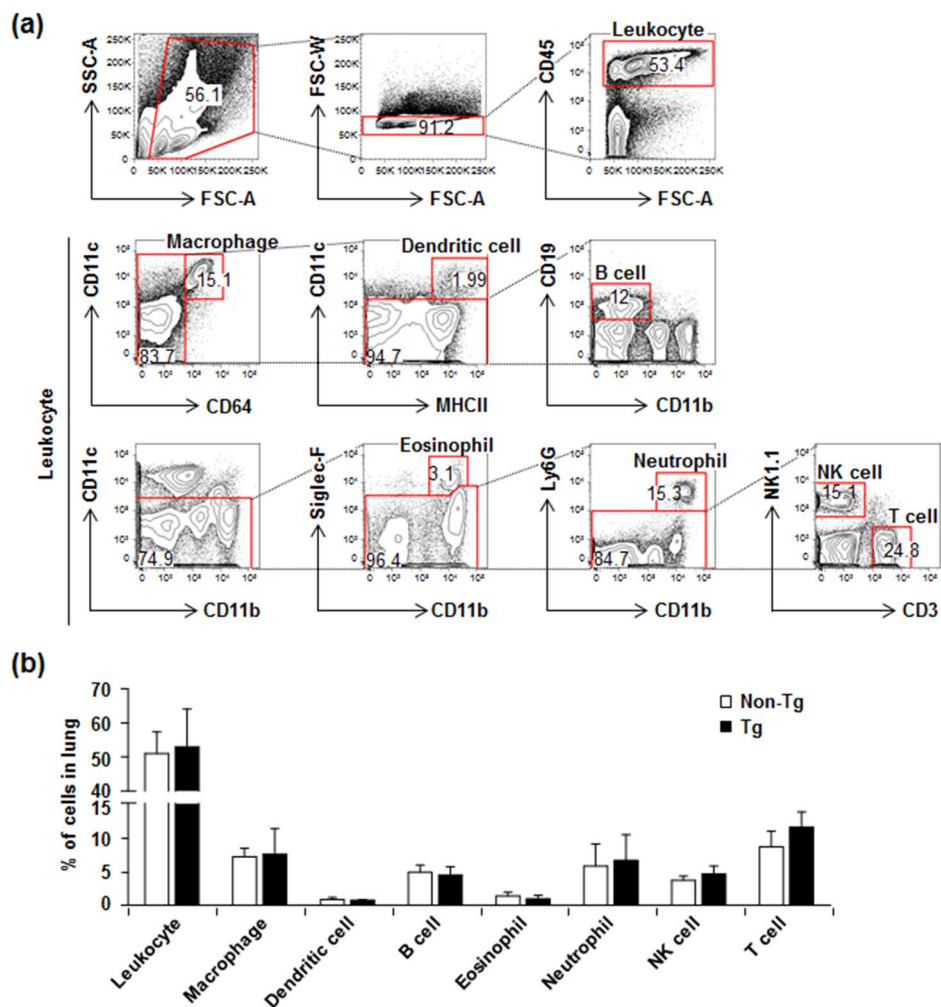 (a)
SSC-A
250K
200K
150K
100K
50K
0
56.1
0 50K 100K 150K 200K 250K
FSC-A
FSC-W
250K
200K
150K
100K
50K
0
91.2
0 50K 100K 150K 200K 250K
FSC-A
CD45
Leukocyte
53.4
0 50K 100K 150K 200K 250K
FSC-A
Leukocyte
CD11c
Macrophage
15.1
83.7
CD64
CD11c
Dendritic cell
1.99
94.7
MHCII
CD19
B cell
12
CD11b
CD11c
74.9
CD11b
Siglec-F
Eosinophil
3.1
96.4
CD11b
Ly6G
Neutrophil
15.3
84.7
CD11b
NK1.1
NK cell
15.1
T cell
24.8
CD3
(b)
% of cells in lung
70
60
50
40
15
10
5
0
Non-Tg
Tg
Leukocyte
Macrophage
Dendritic cell
B cell
Eosinophil
Neutrophil
NK cell
T cell